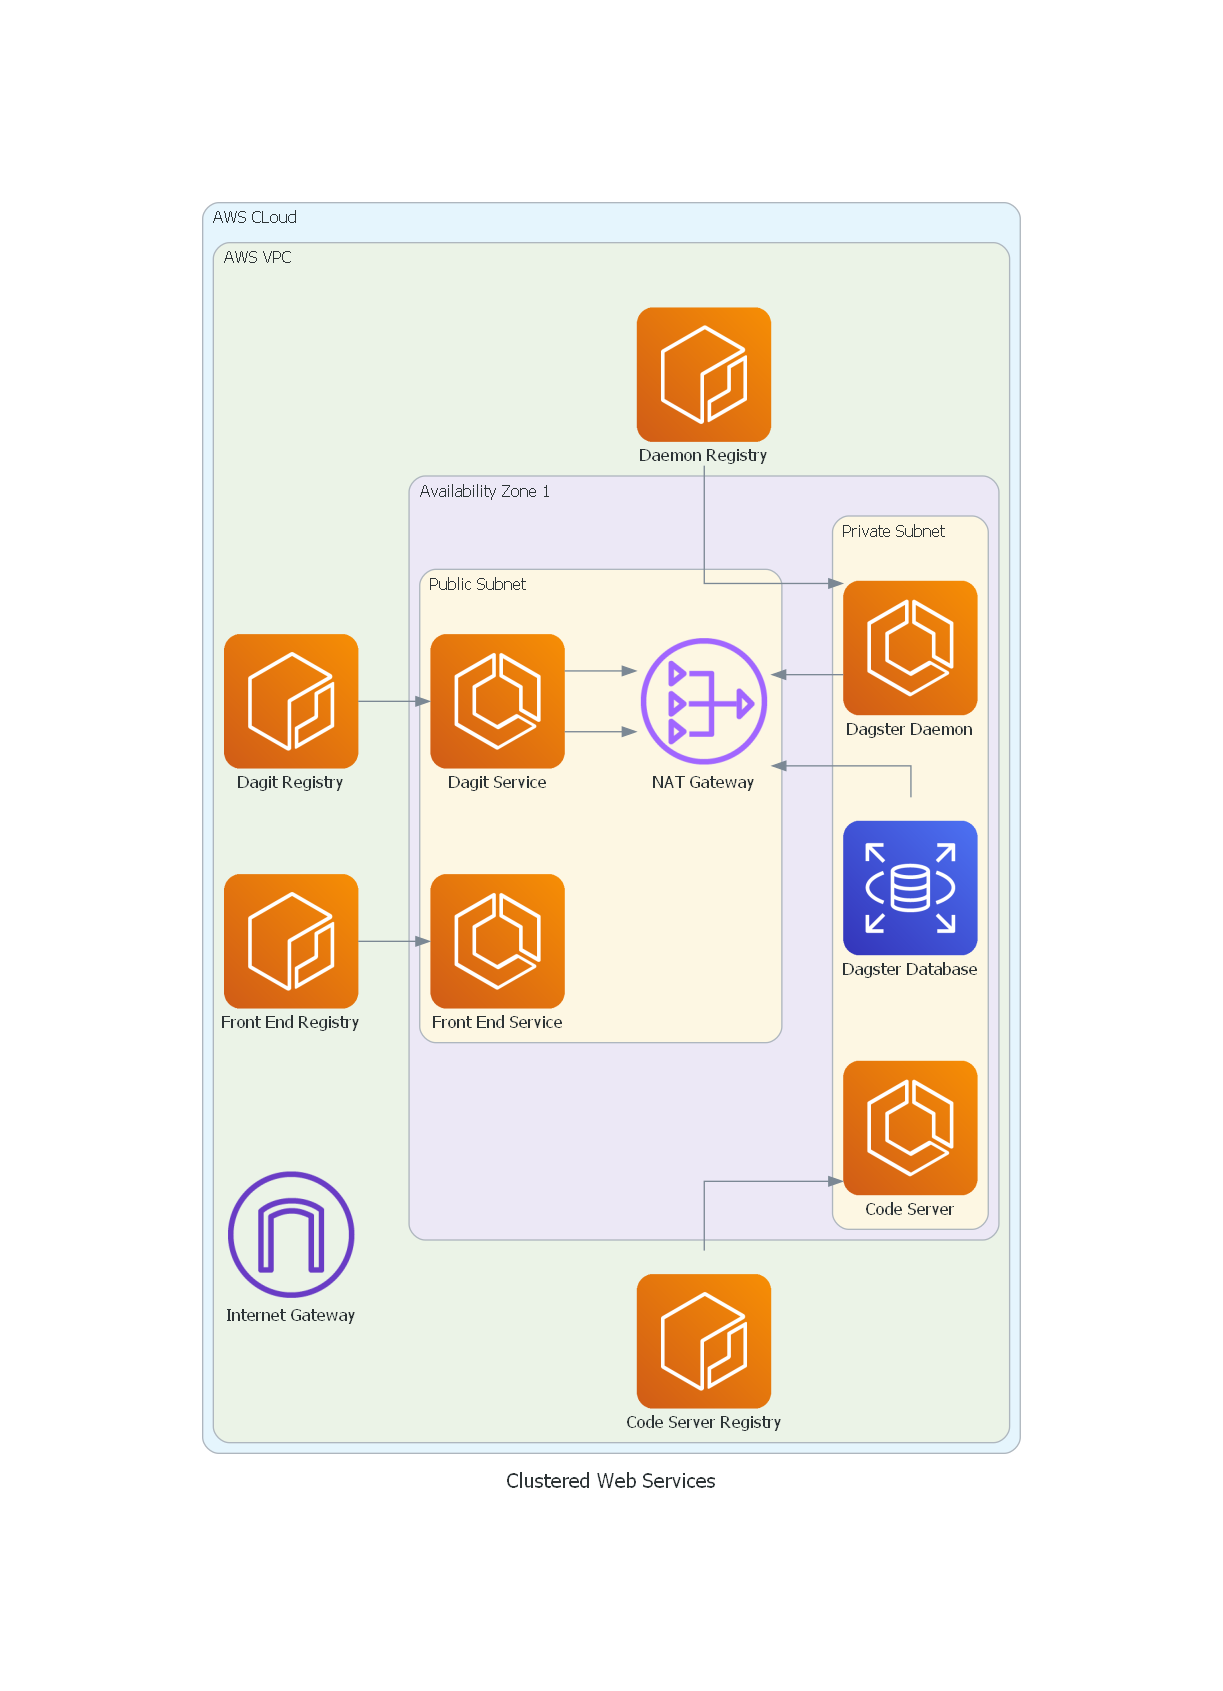 AWS CLoud
AWS VPC
Daemon Registry
Availability Zone 1
Private Subnet
Public Subnet
Dagster Daemon
Dagit Registry
Dagit Service
NAT Gateway
Dagster Database
Front End Registry
Front End Service
Code Server
Internet Gateway
Code Server Registry
Clustered Web Services